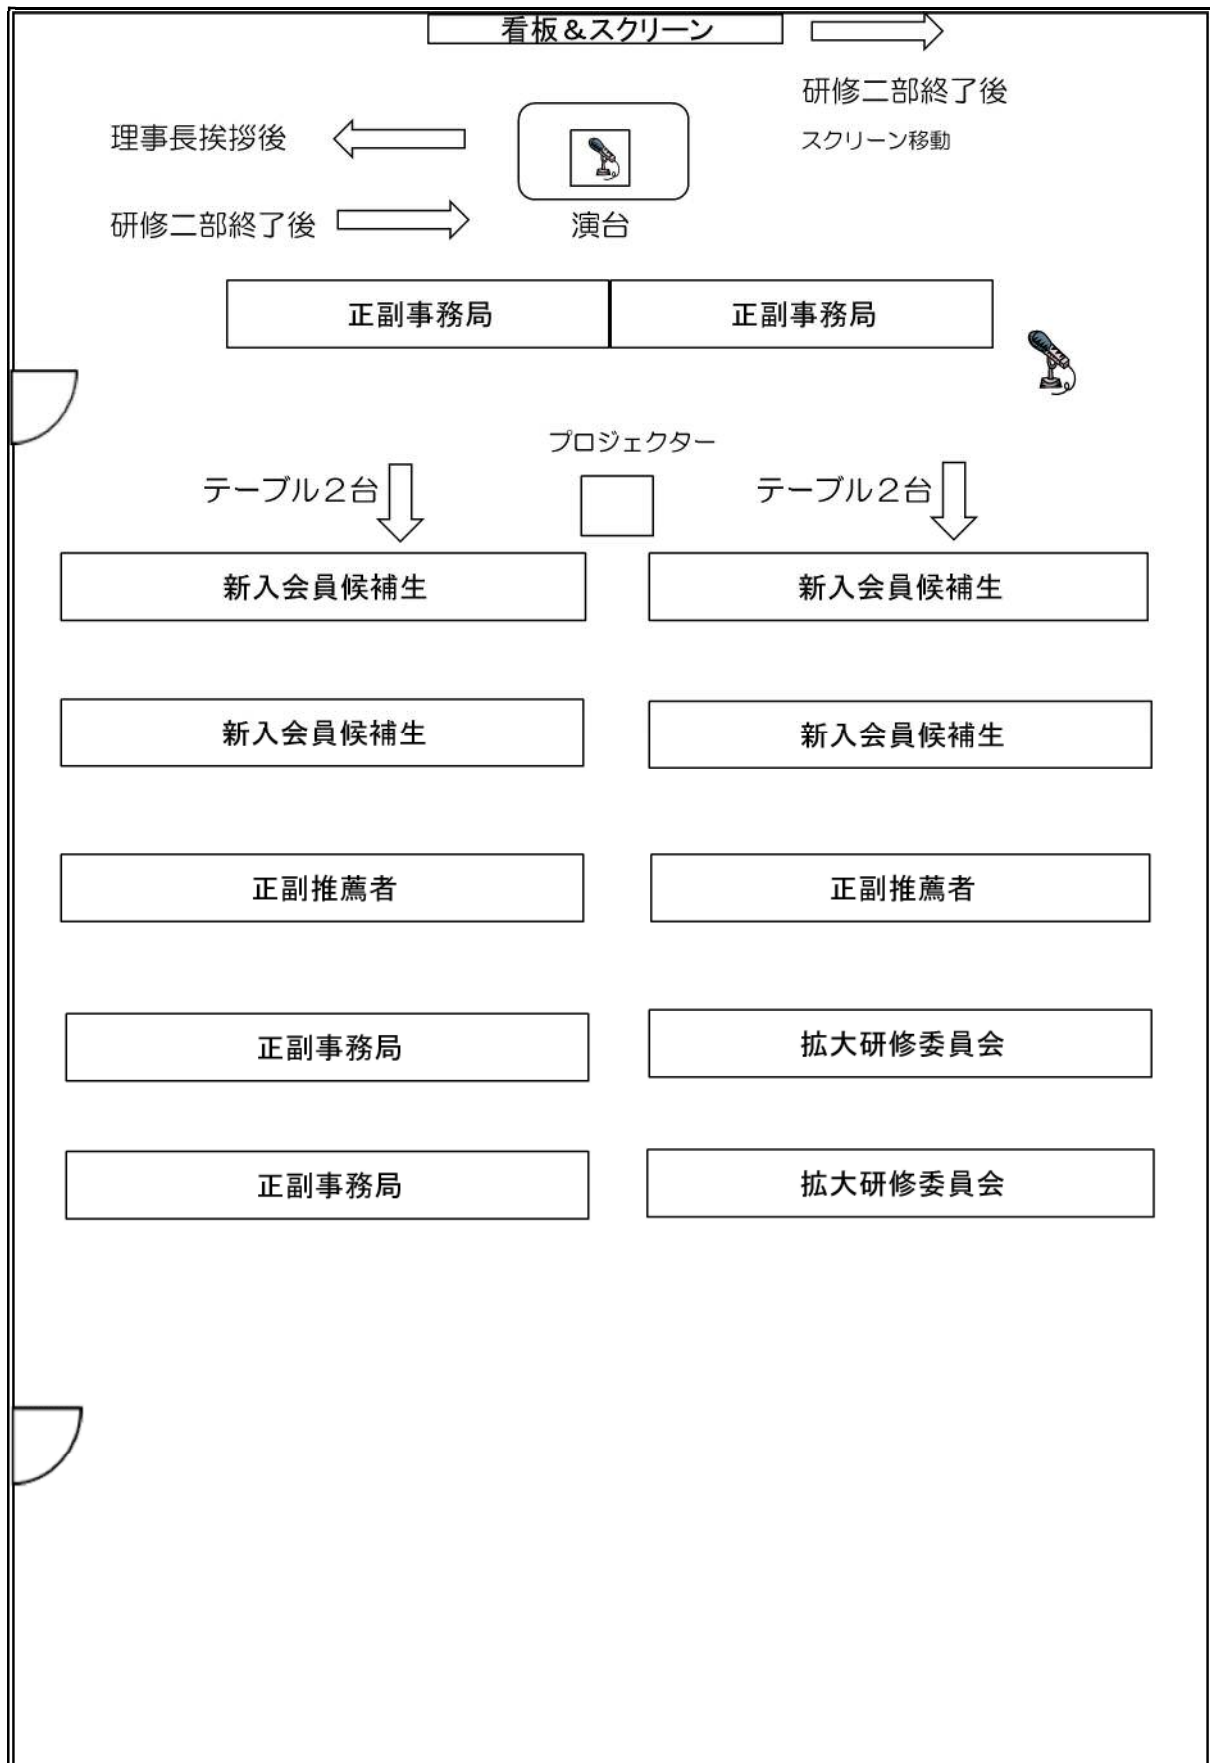 看板&スクリーン
研修二部終了後
スクリーン移動
理事長挨拶後
研修二部終了後
演台
正副事務局 正副事務局
プロジェクター
テーブル2台 テーブル2台
新入会員候補生 新入会員候補生
新入会員候補生 新入会員候補生
正副推薦者 正副推薦者
正副事務局 拡大研修委員会
正副事務局 拡大研修委員会